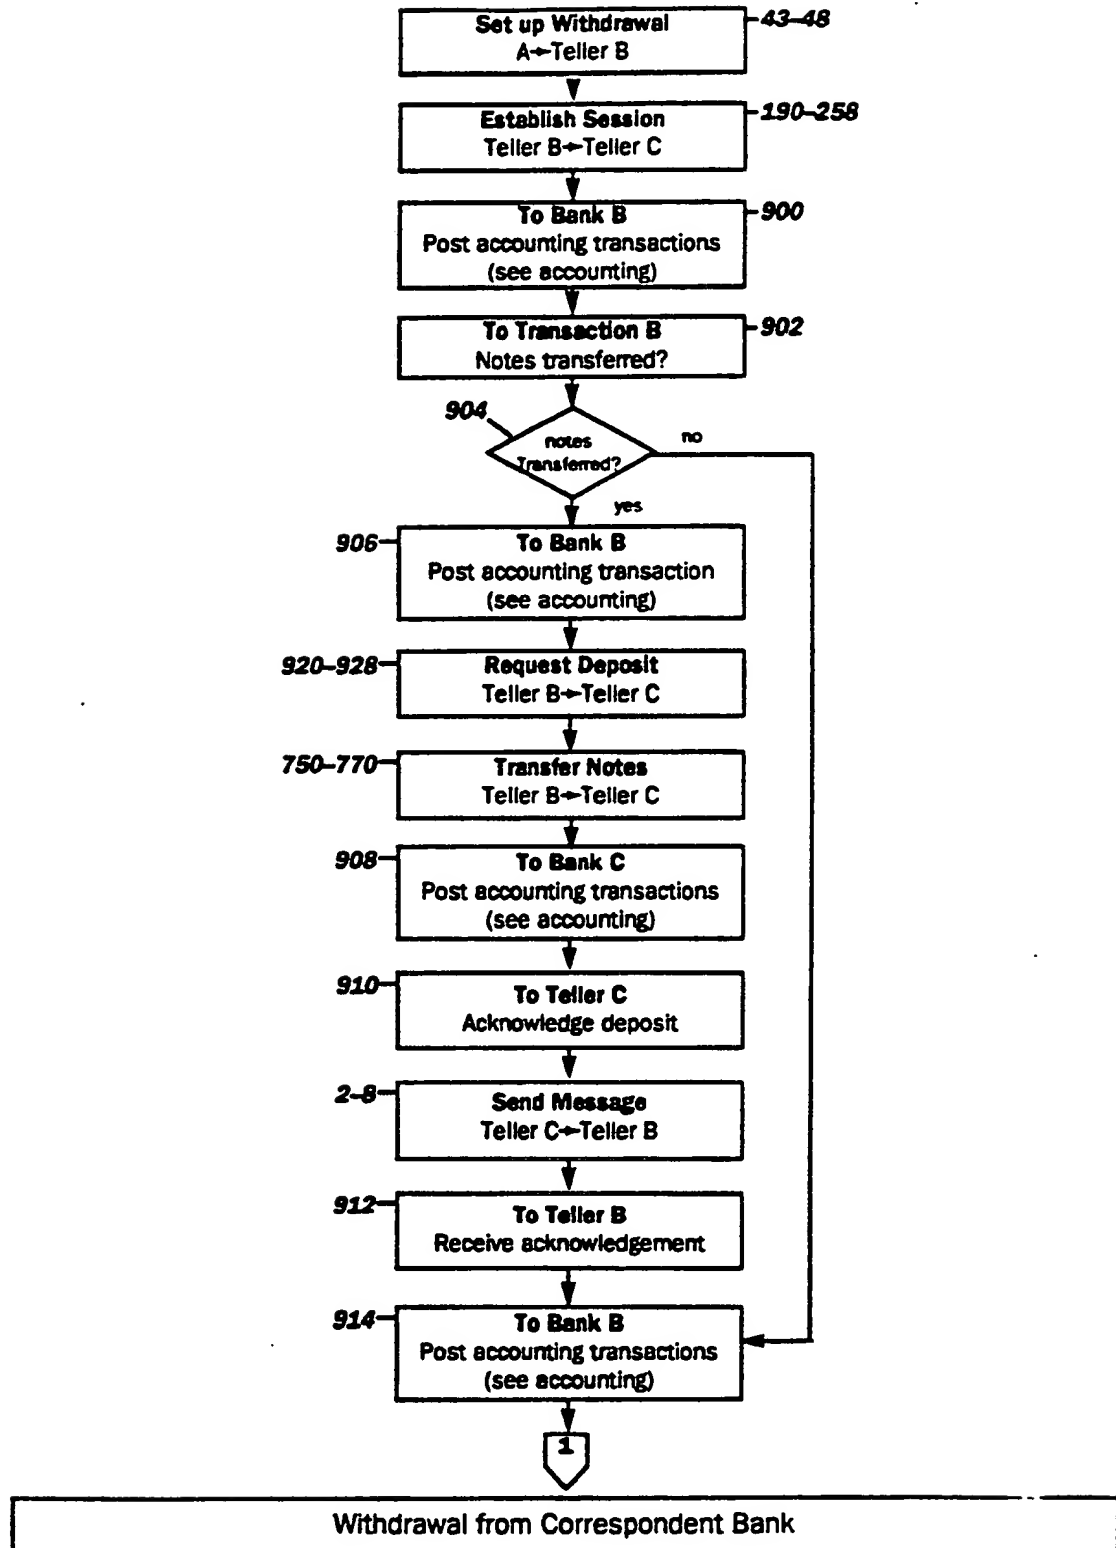 Set up Withdrawal
A→Teller B
43–48
Establish Session
Teller B→Teller C
190–258
To Bank B
Post accounting transactions
(see accounting)
900
To Transaction B
Notes transferred?
902
904
notes
Transferred?
no
yes
906
To Bank B
Post accounting transaction
(see accounting)
920–928
Request Deposit
Teller B→Teller C
750–770
Transfer Notes
Teller B→Teller C
908
To Bank C
Post accounting transactions
(see accounting)
910
To Teller C
Acknowledge deposit
2–8
Send Message
Teller C→Teller B
912
To Teller B
Receive acknowledgement
914
To Bank B
Post accounting transactions
(see accounting)
1
Withdrawal from Correspondent Bank